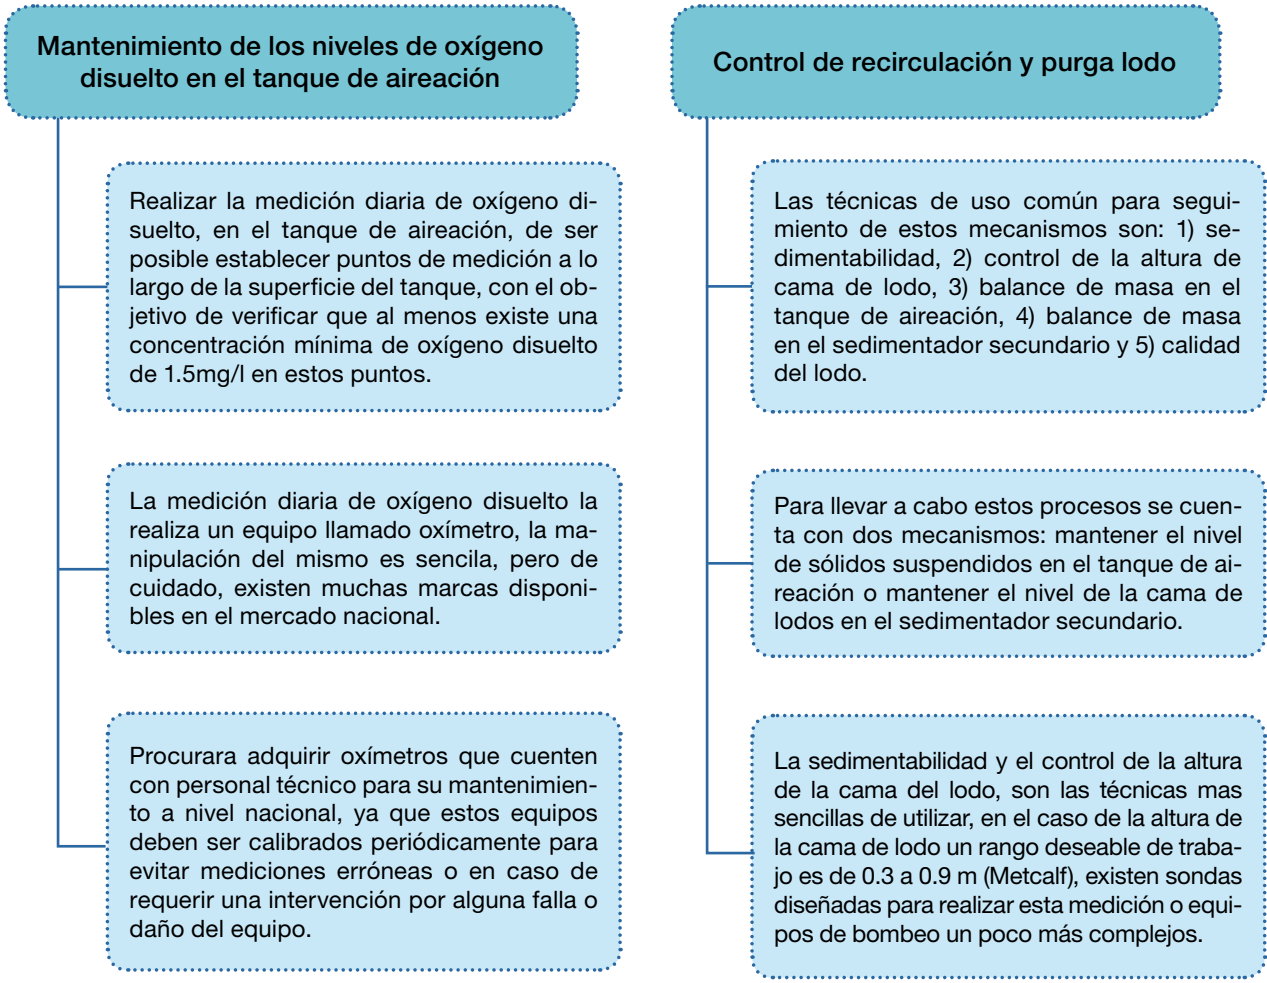 Mantenimiento de los niveles de oxígeno
disuelto en el tanque de aireación
Realizar la medición diaria de oxígeno di-
suelto, en el tanque de aireación, de ser
posible establecer puntos de medición a lo
largo de la superficie del tanque, con el ob-
jetivo de verificar que al menos existe una
concentración mínima de oxígeno disuelto
de 1.5mg/l en estos puntos.
La medición diaria de oxígeno disuelto la
realiza un equipo llamado oxímetro, la ma-
nipulación del mismo es sencila, pero de
cuidado, existen muchas marcas disponi-
bles en el mercado nacional.
Procurara adquirir oxímetros que cuenten
con personal técnico para su mantenimien-
to a nivel nacional, ya que estos equipos
deben ser calibrados periódicamente para
evitar mediciones erróneas o en caso de
requerir una intervención por alguna falla o
daño del equipo.
Control de recirculación y purga lodo
Las técnicas de uso común para segui-
miento de estos mecanismos son: 1) se-
dimentabilidad, 2) control de la altura de
cama de lodo, 3) balance de masa en el
tanque de aireación, 4) balance de masa
en el sedimentador secundario y 5) calidad
del lodo.
Para llevar a cabo estos procesos se cuen-
ta con dos mecanismos: mantener el nivel
de sólidos suspendidos en el tanque de ai-
reación o mantener el nivel de la cama de
lodos en el sedimentador secundario.
La sedimentabilidad y el control de la altura
de la cama del lodo, son las técnicas mas
sencillas de utilizar, en el caso de la altura de
la cama de lodo un rango deseable de traba-
jo es de 0.3 a 0.9 m (Metcalf), existen sondas
diseñadas para realizar esta medición o equi-
pos de bombeo un poco más complejos.